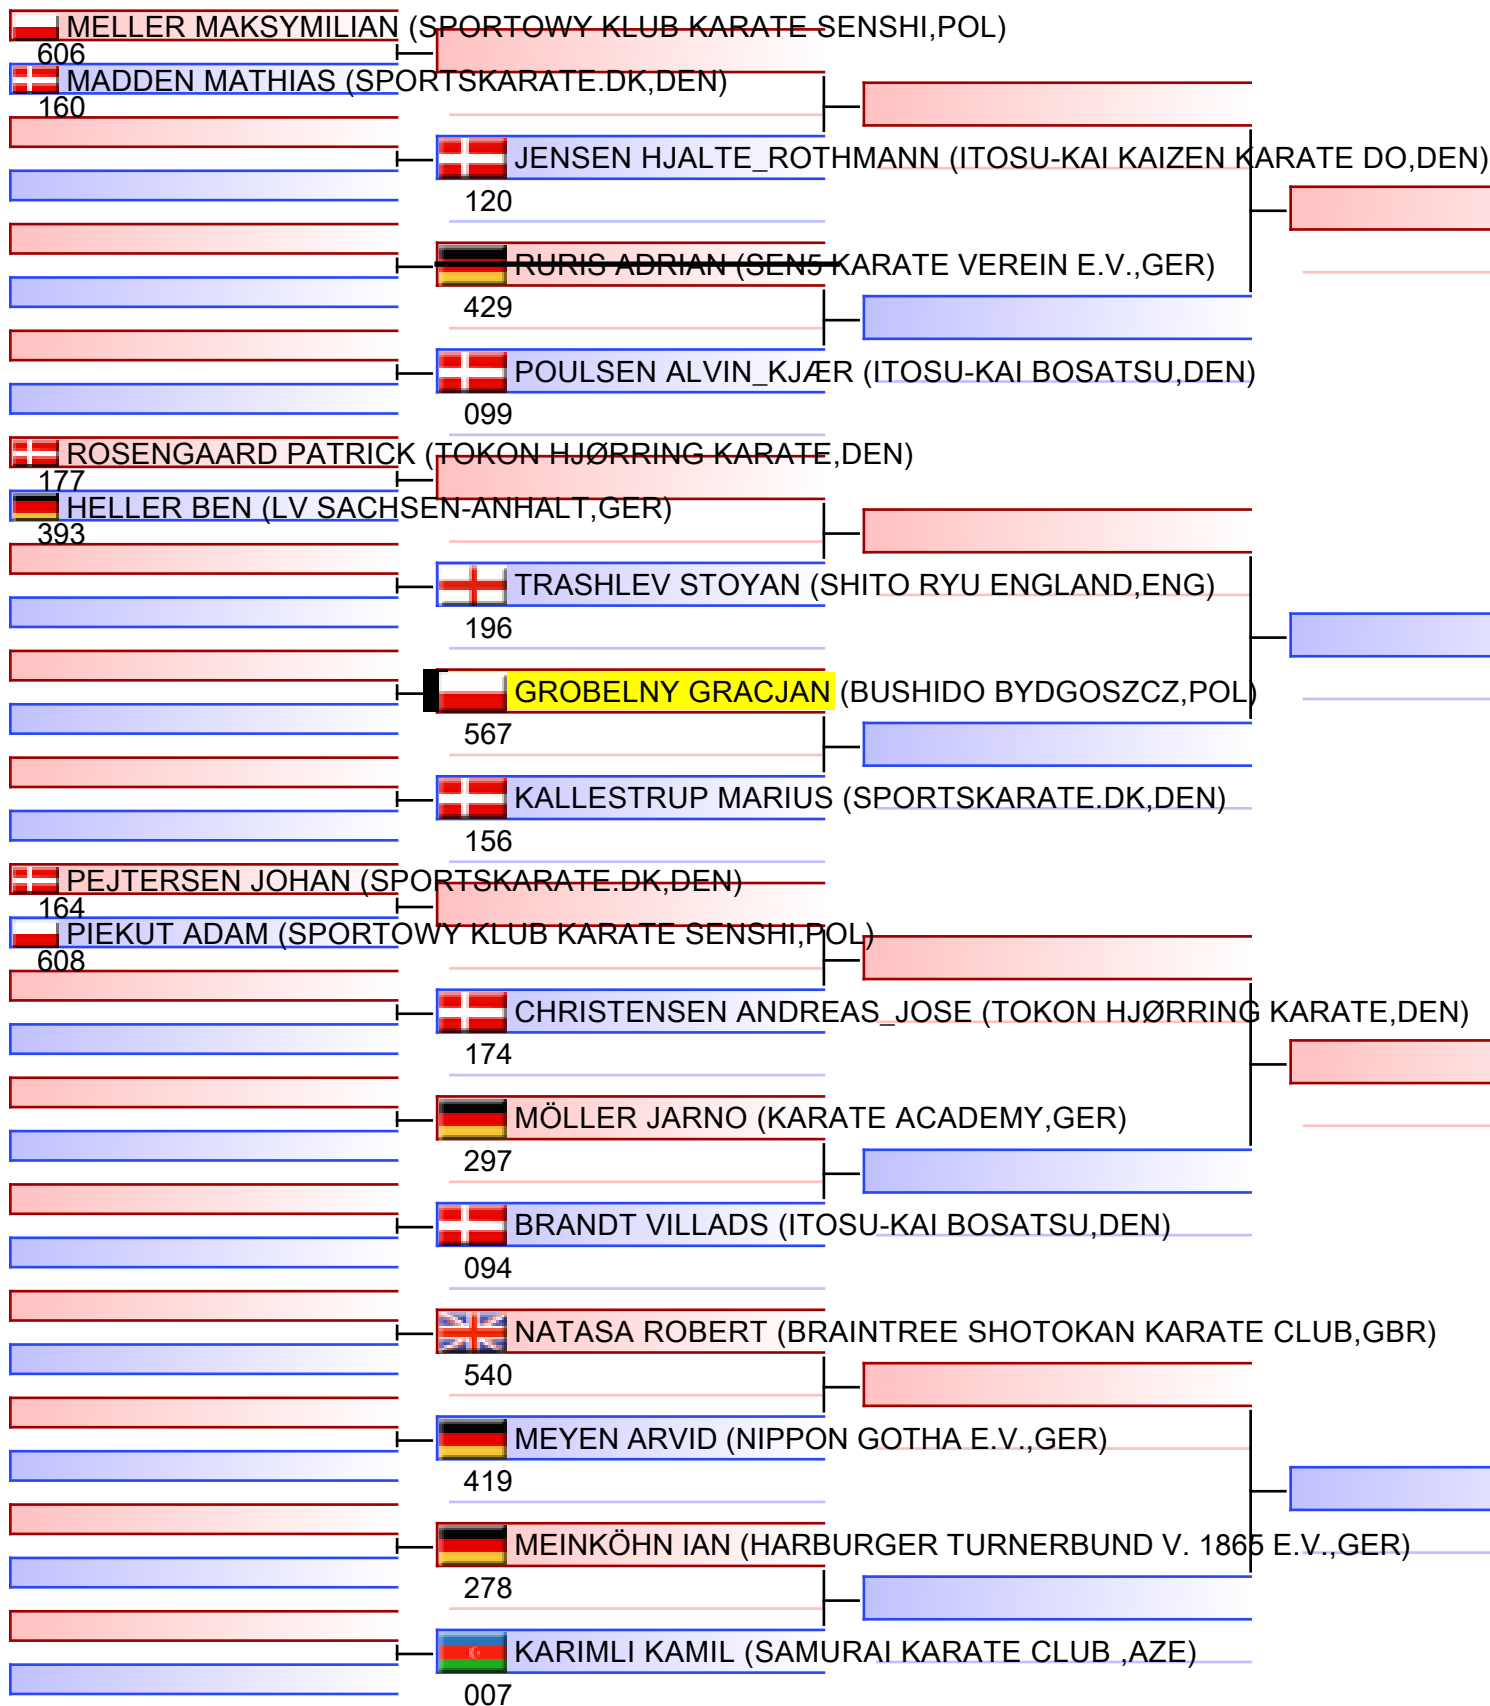 MELLER MAKSYMILIAN (SPORTOWY KLUB KARATE SENSHI,POL)
606
MADDEN MATHIAS (SPORTSKARATE.DK,DEN)
160
JENSEN HJALTE_ROTHMANN (ITOSU-KAI KAIZEN KARATE DO,DEN)
120
RURIS ADRIAN (SEN5 KARATE VEREIN E.V.,GER)
429
POULSEN ALVIN_KJÆR (ITOSU-KAI BOSATSU,DEN)
099
ROSENGAARD PATRICK (TOKON HJØRRING KARATE,DEN)
177
HELLER BEN (LV SACHSEN-ANHALT,GER)
393
TRASHLEV STOYAN (SHITO RYU ENGLAND,ENG)
196
GROBELNY GRACJAN (BUSHIDO BYDGOSZCZ,POL)
567
KALLESTRUP MARIUS (SPORTSKARATE.DK,DEN)
156
PEJTERSEN JOHAN (SPORTSKARATE.DK,DEN)
164
PIEKUT ADAM (SPORTOWY KLUB KARATE SENSHI,POL)
608
CHRISTENSEN ANDREAS_JOSE (TOKON HJØRRING KARATE,DEN)
174
MÖLLER JARNO (KARATE ACADEMY,GER)
297
BRANDT VILLADS (ITOSU-KAI BOSATSU,DEN)
094
NATASA ROBERT (BRAINTREE SHOTOKAN KARATE CLUB,GBR)
540
MEYEN ARVID (NIPPON GOTHA E.V.,GER)
419
MEINKÖHN IAN (HARBURGER TURNERBUND V. 1865 E.V.,GER)
278
KARIMLI KAMIL (SAMURAI KARATE CLUB ,AZE)
007